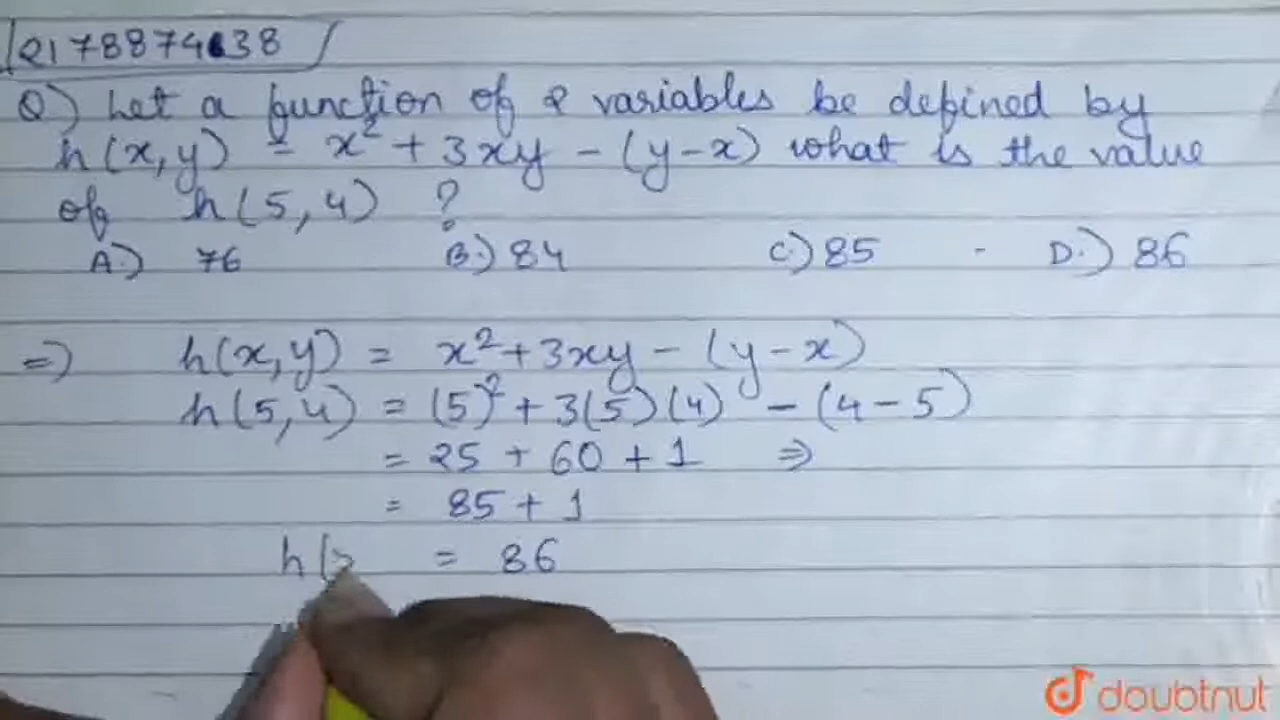 2178874638
Q) Let a function of 2 variables be defined by
h(x,y) = x² + 3xy - (y-x) what is the value
of h(5,4) ?
A.) 76 B.) 84 C.) 85 D.) 86
=> h(x,y) = x² + 3xy - (y-x)
h(5,4) = (5)² + 3(5)(4) - (4-5)
= 25 + 60 + 1 =>
= 85 + 1
h( = 86
doubtnut